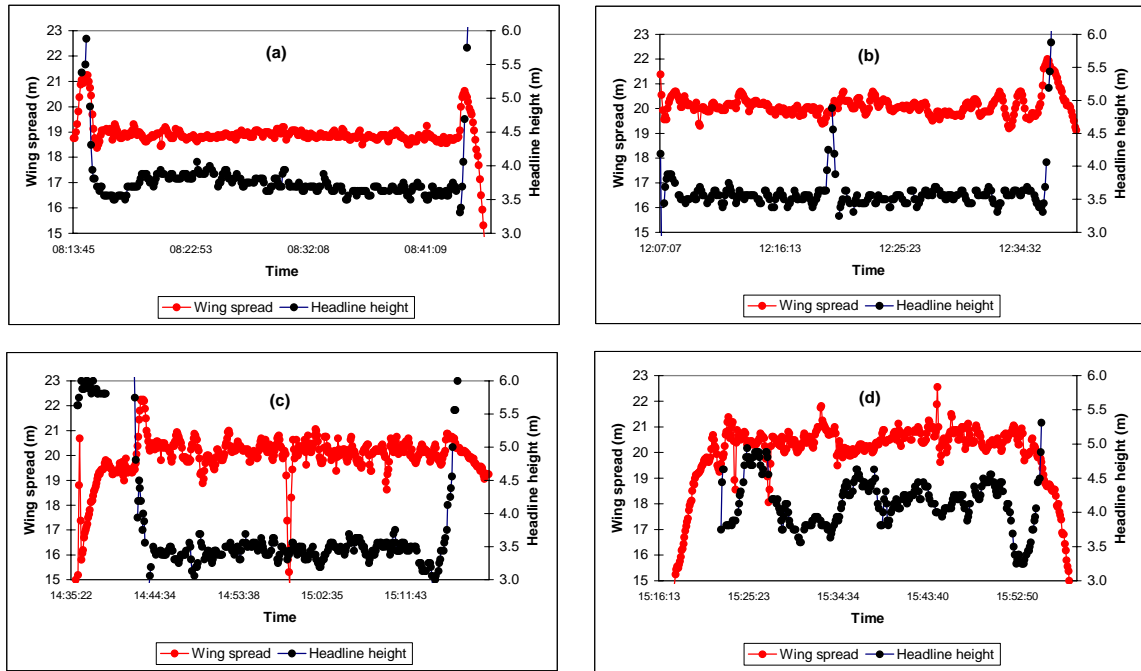 (a)
Wing spread (m)
23
22
21
20
19
18
17
16
15
6.0
5.5
5.0
4.5
4.0
3.5
3.0
Headline height (m)
08:13:45 08:22:53 08:32:08 08:41:09
Time
Wing spread Headline height
(b)
Wing spread (m)
23
22
21
20
19
18
17
16
15
6.0
5.5
5.0
4.5
4.0
3.5
3.0
Headline height (m)
12:07:07 12:16:13 12:25:23 12:34:32
Time
Wing spread Headline height
(c)
Wing spread (m)
23
22
21
20
19
18
17
16
15
6.0
5.5
5.0
4.5
4.0
3.5
3.0
Headline height (m)
14:35:22 14:44:34 14:53:38 15:02:35 15:11:43
Time
Wing spread Headline height
(d)
Wing spread (m)
23
22
21
20
19
18
17
16
15
6.0
5.5
5.0
4.5
4.0
3.5
3.0
Headline height (m)
15:16:13 15:25:23 15:34:34 15:43:40 15:52:50
Time
Wing spread Headline height